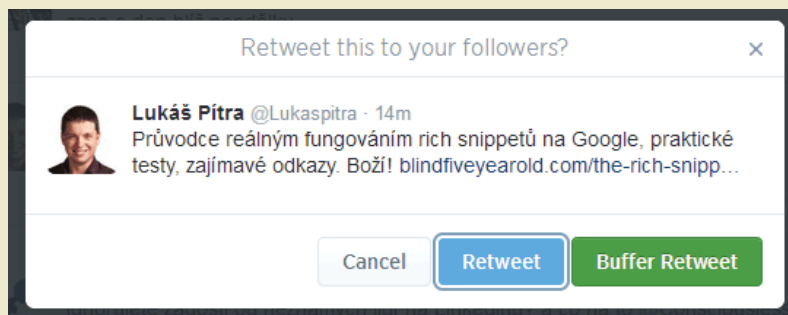 Retweet this to your followers?
×
Lukáš Pítra @Lukaspitra · 14m
Průvodce reálným fungováním rich snippetů na Google, praktické
testy, zajímavé odkazy. Boží! blindfiveyearold.com/the-rich-snipp...
Cancel Retweet Buffer Retweet